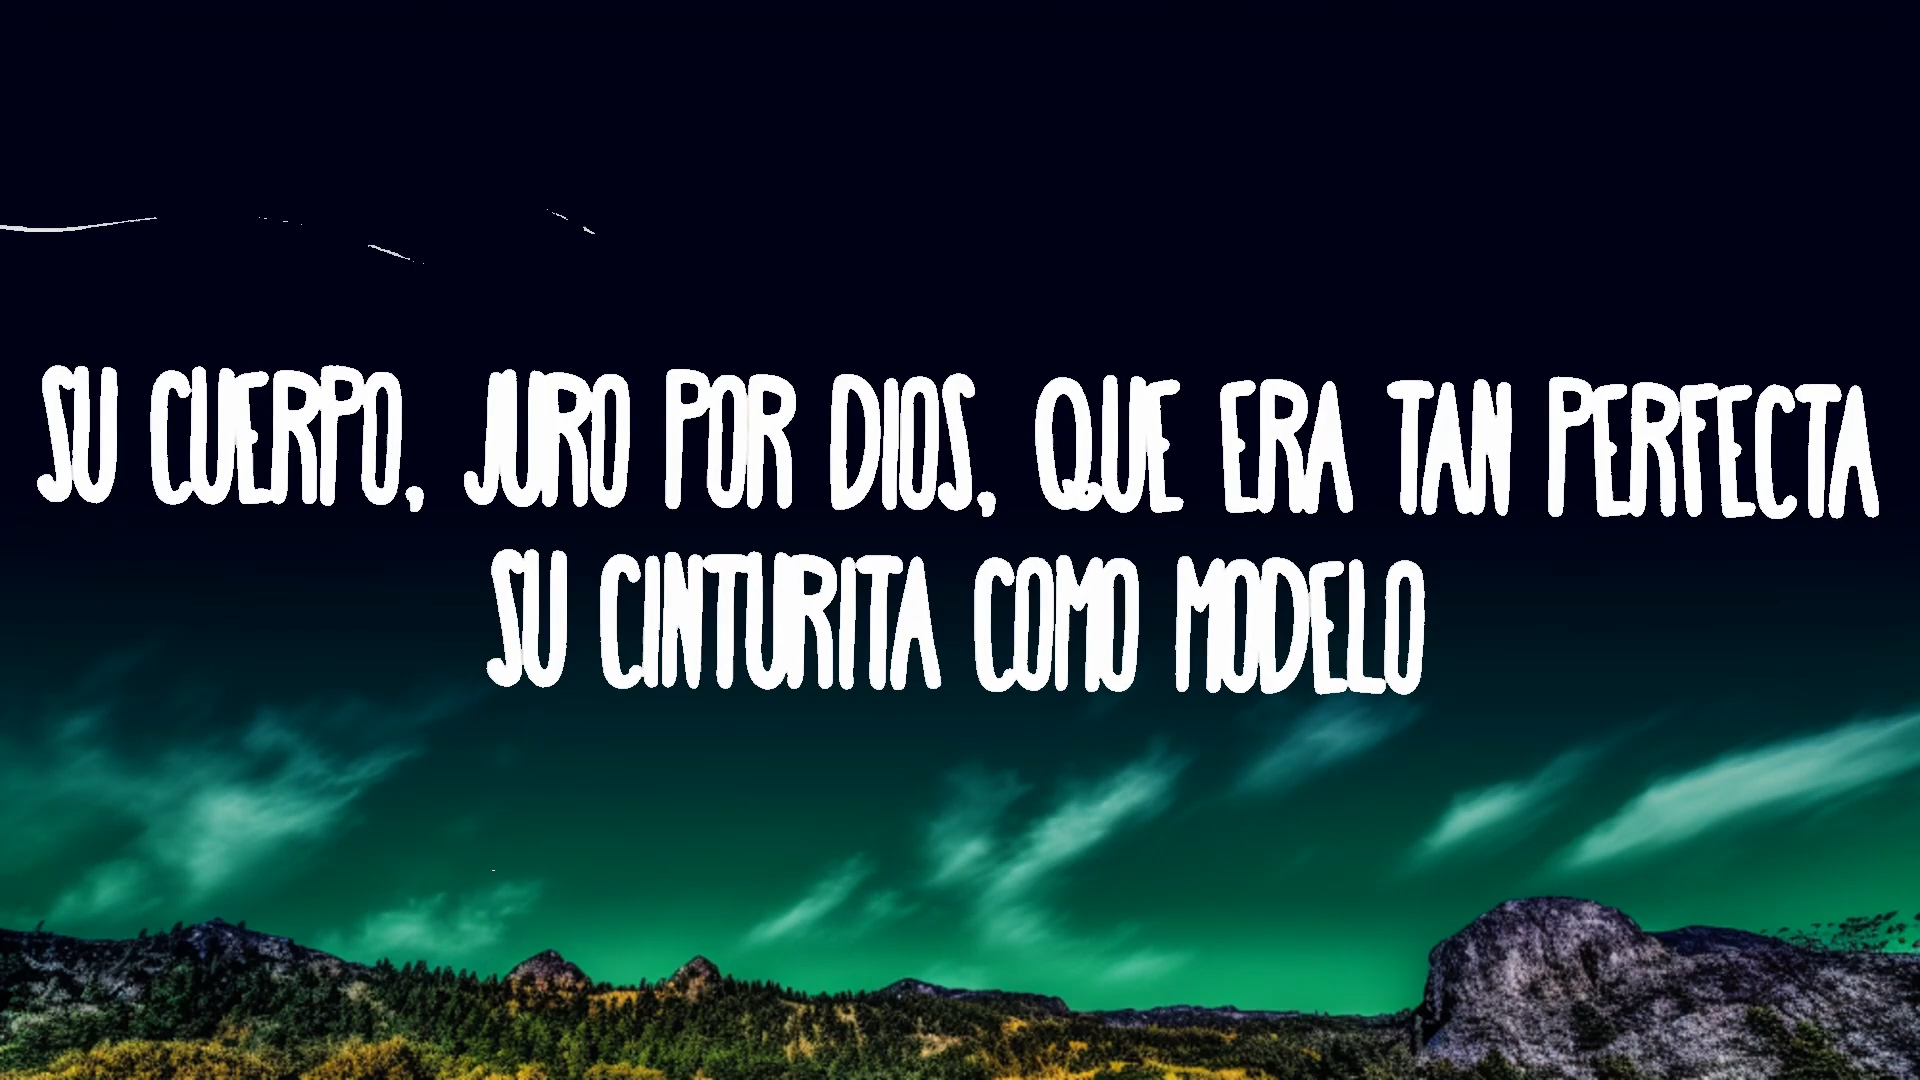 SU CUERPO, JURO POR DIOS, QUE ERA TAN PERFECTA
SU CINTURITA COMO MODELO